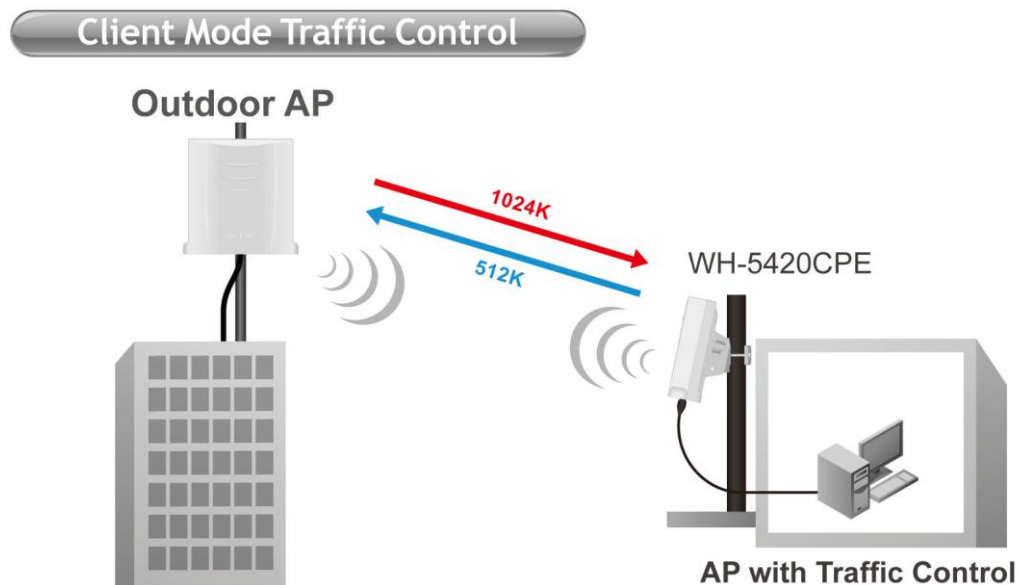 Client Mode Traffic Control
Outdoor AP
1024K
512K
WH-5420CPE
AP with Traffic Control